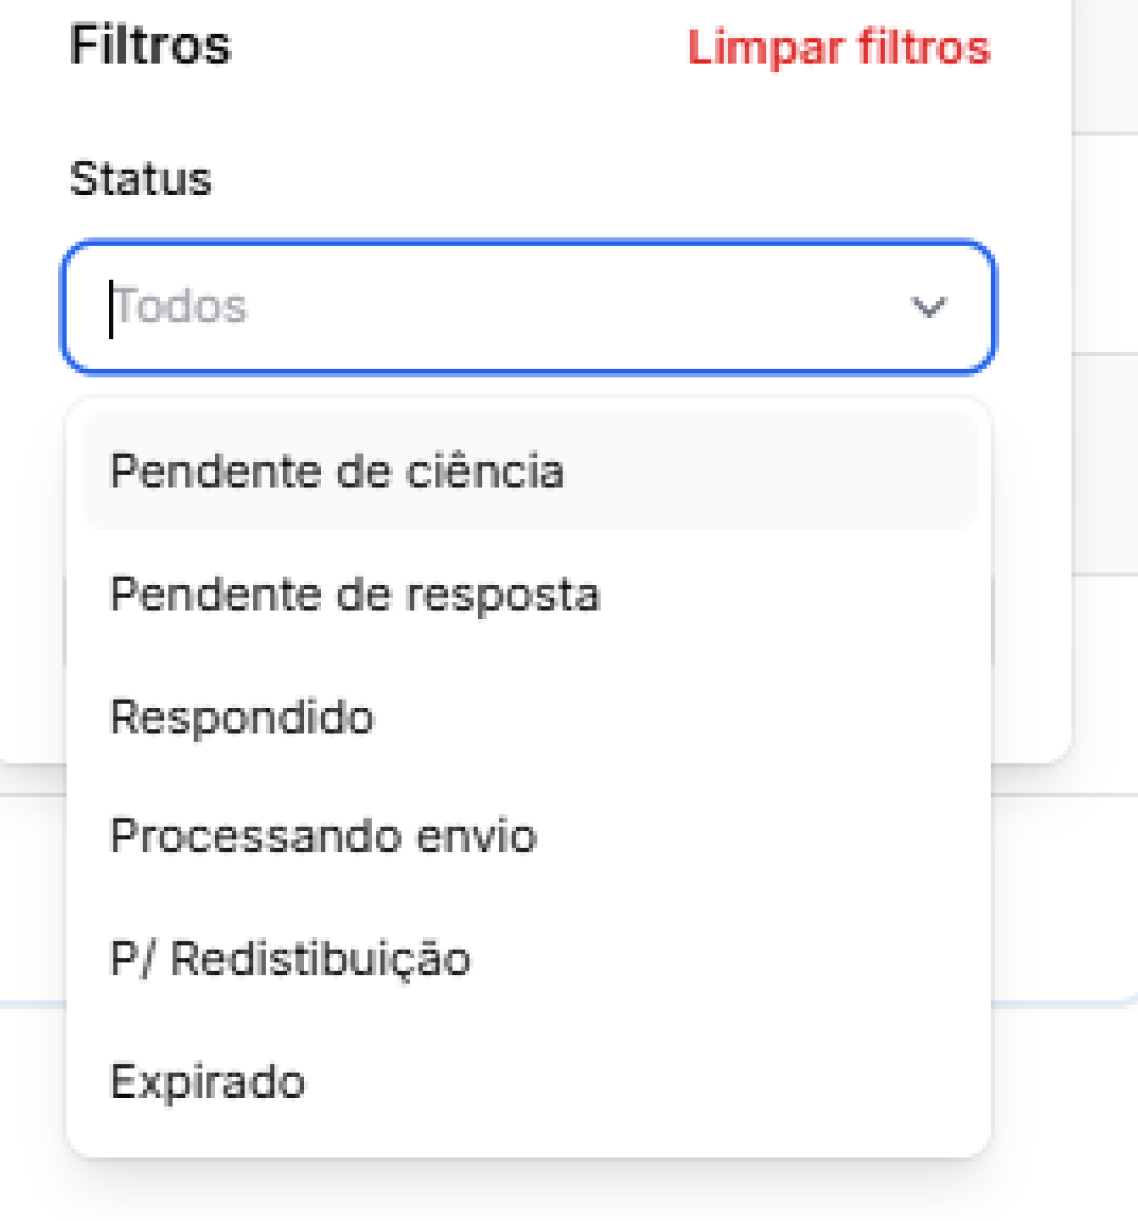 Filtros
Limpar filtros
Status
Todos
Pendente de ciência
Pendente de resposta
Respondido
Processando envio
P/ Redistibuição
Expirado